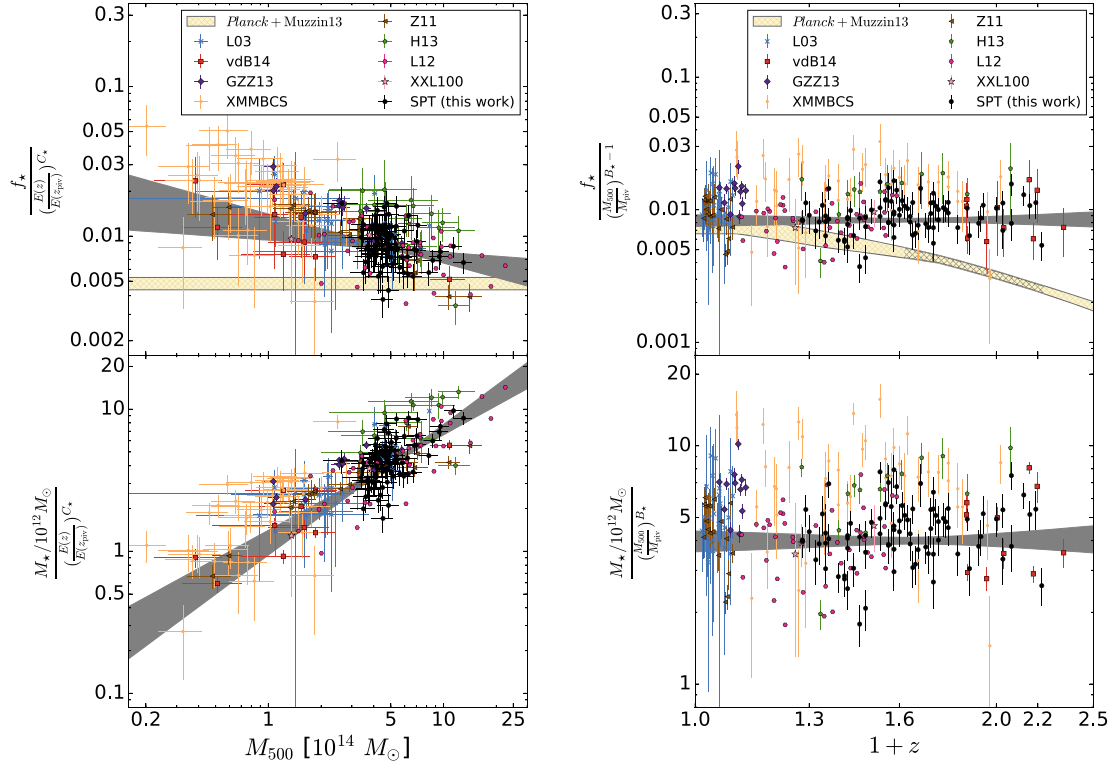 Planck + Muzzin13
L03
vdB14
GZZ13
XMMBCS
Z11
H13
L12
XXL100
SPT (this work)
f⋆ / (E(z)/E(z_piv))^C⋆
0.3
0.1
0.05
0.03
0.01
0.005
0.002
Planck + Muzzin13
L03
vdB14
GZZ13
XMMBCS
Z11
H13
L12
XXL100
SPT (this work)
f⋆ / (M_500/M_piv)^(B⋆ − 1)
0.3
0.1
0.05
0.03
0.009
0.005
0.001
M⋆/10^12 M⊙ / (E(z)/E(z_piv))^C⋆
20
10
5
1
0.5
0.1
0.2
1
5
10
25
M_500 [10^14 M⊙]
M⋆/10^12 M⊙ / (M_500/M_piv)^B⋆
20
10
5
1
1.0
1.3
1.6
2.0
2.2
2.5
1 + z